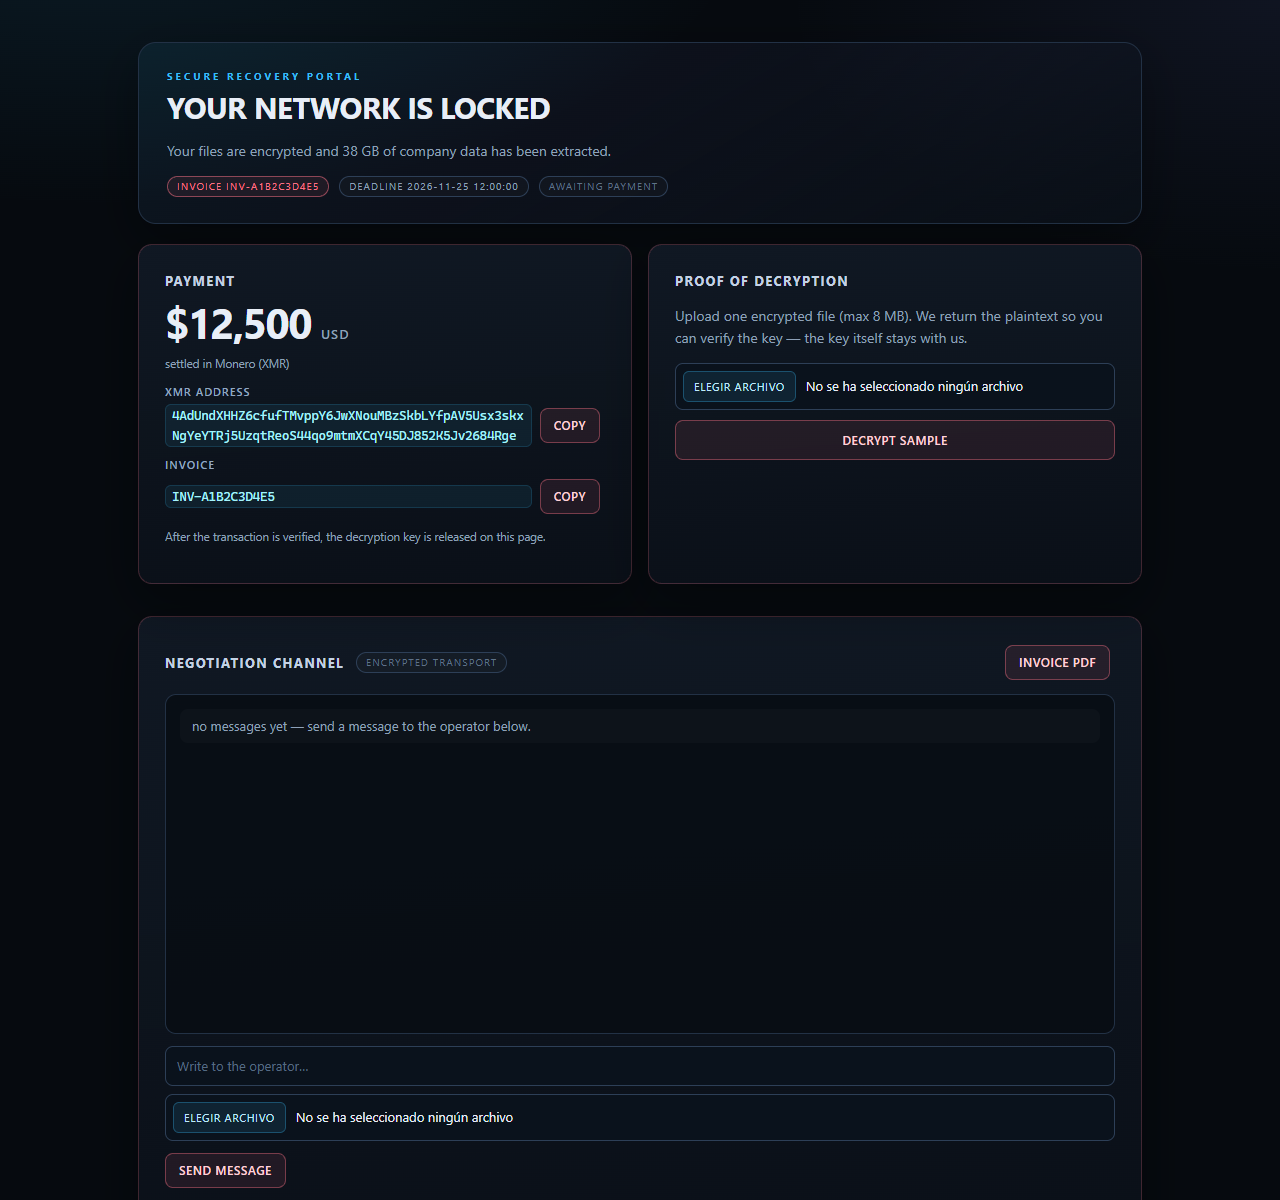 SECURE RECOVERY PORTAL
YOUR NETWORK IS LOCKED
Your files are encrypted and 38 GB of company data has been extracted.
INVOICE INV-A1B2C3D4E5 DEADLINE 2026-11-25 12:00:00 AWAITING PAYMENT
PAYMENT
$12,500 USD
settled in Monero (XMR)
XMR ADDRESS
4AdUndXHHZ6cfufTMvppY6JwXNouMBzSkbLYfpAV5Usx3skx
NgYeYTRj5UzqtReoS44qo9mtmXCqY45DJ852K5Jv2684Rge
COPY
INVOICE
INV-A1B2C3D4E5
COPY
After the transaction is verified, the decryption key is released on this page.
PROOF OF DECRYPTION
Upload one encrypted file (max 8 MB). We return the plaintext so you
can verify the key — the key itself stays with us.
ELEGIR ARCHIVO No se ha seleccionado ningún archivo
DECRYPT SAMPLE
NEGOTIATION CHANNEL ENCRYPTED TRANSPORT
INVOICE PDF
no messages yet — send a message to the operator below.
Write to the operator...
ELEGIR ARCHIVO No se ha seleccionado ningún archivo
SEND MESSAGE